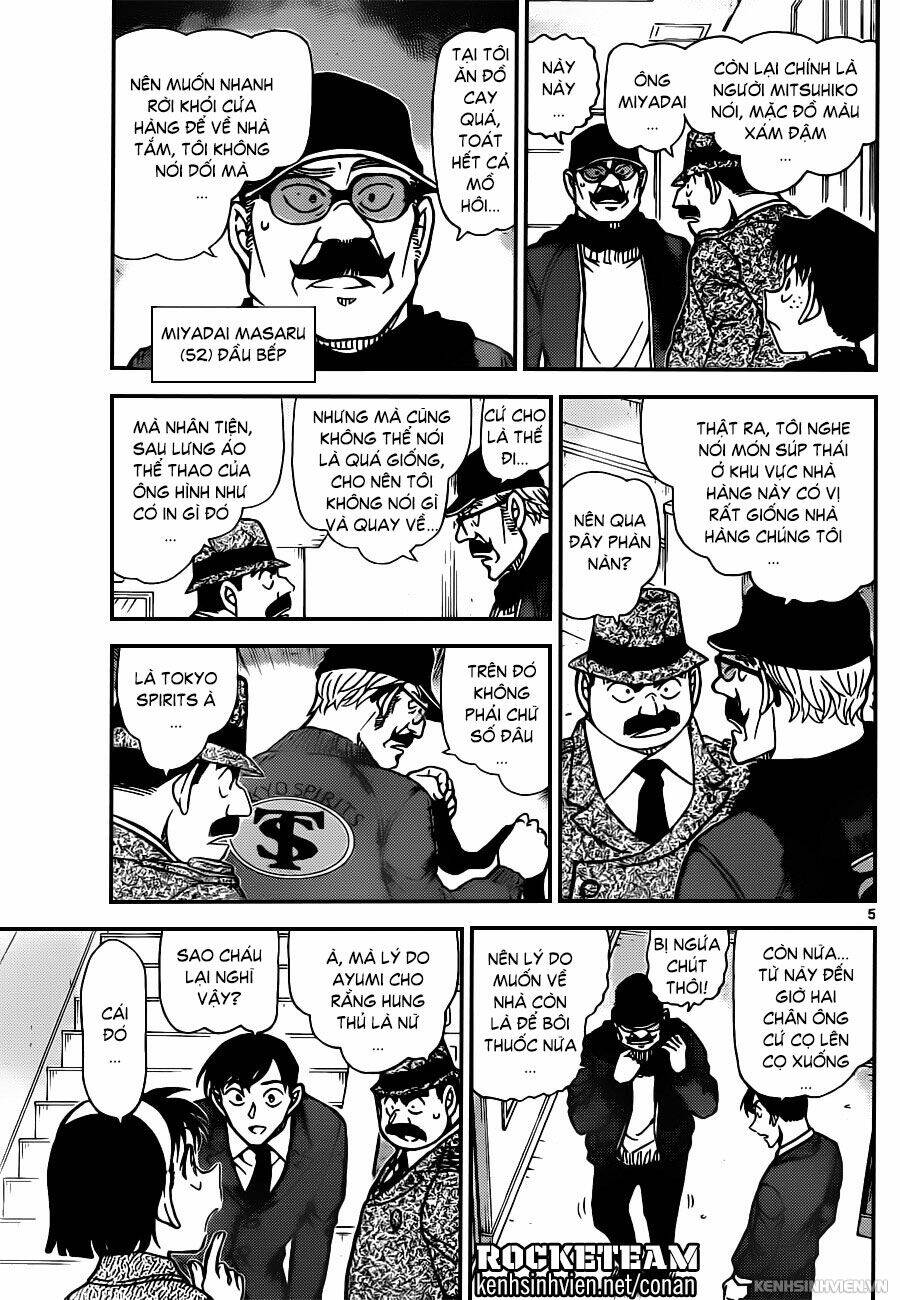 CÒN LẠI CHÍNH LÀ
NGƯỜI MITSUHIKO
NÓI, MẶC ĐỒ MÀU
XÁM ĐẬM
...
ÔNG
MIYADAI
...
NÀY
NÀY
TẠI TÔI
ĂN ĐỒ
CAY
QUÁ,
TOÁT
HẾT CẢ
MỒ
HÔI...
NÊN MUỐN NHANH
RỜI KHỎI CỬA
HÀNG ĐỂ VỀ NHÀ
TẮM, TÔI KHÔNG
NÓI DỐI MÀ
...
MIYADAI MASARU
(52) ĐẦU BẾP
THẬT RA, TÔI NGHE
NÓI MÓN SÚP THÁI
Ở KHU VỰC NHÀ
HÀNG NÀY CÓ VỊ
RẤT GIỐNG NHÀ
HÀNG CHÚNG TÔI
...
NÊN QUA
ĐÂY PHÀN
NÀN?
CỨ CHO
LÀ THẾ
ĐI...
NHƯNG MÀ CŨNG
KHÔNG THỂ NÓI
LÀ QUÁ GIỐNG,
CHO NÊN TÔI
KHÔNG NÓI GÌ
VÀ QUAY VỀ...
MÀ NHÂN TIỆN,
SAU LƯNG ÁO
THỂ THAO CỦA
ÔNG HÌNH NHƯ
CÓ IN GÌ ĐÓ
...
TRÊN ĐÓ
KHÔNG
PHẢI CHỮ
SỐ ĐÂU
...
LÀ TOKYO
SPIRITS À
...
KYO SPIRITS
TS
5
CÒN NỮA...
TỪ NÃY ĐẾN
GIỜ HAI
CHÂN ÔNG
CỨ CỌ LÊN
CỌ XUỐNG
...
BỊ NGỨA
CHÚT
THÔI!
NÊN LÝ DO
MUỐN VỀ
NHÀ CÒN
LÀ ĐỂ BÔI
THUỐC NỮA
...
À, MÀ LÝ DO
AYUMI CHO
RẰNG HUNG
THỦ LÀ NỮ
...
SAO CHÁU
LẠI NGHĨ
VẬY?
CÁI
ĐÓ
...
ROCKETEAM
kenhsinhvien.net/conan
KENHSINHVIEN.VN